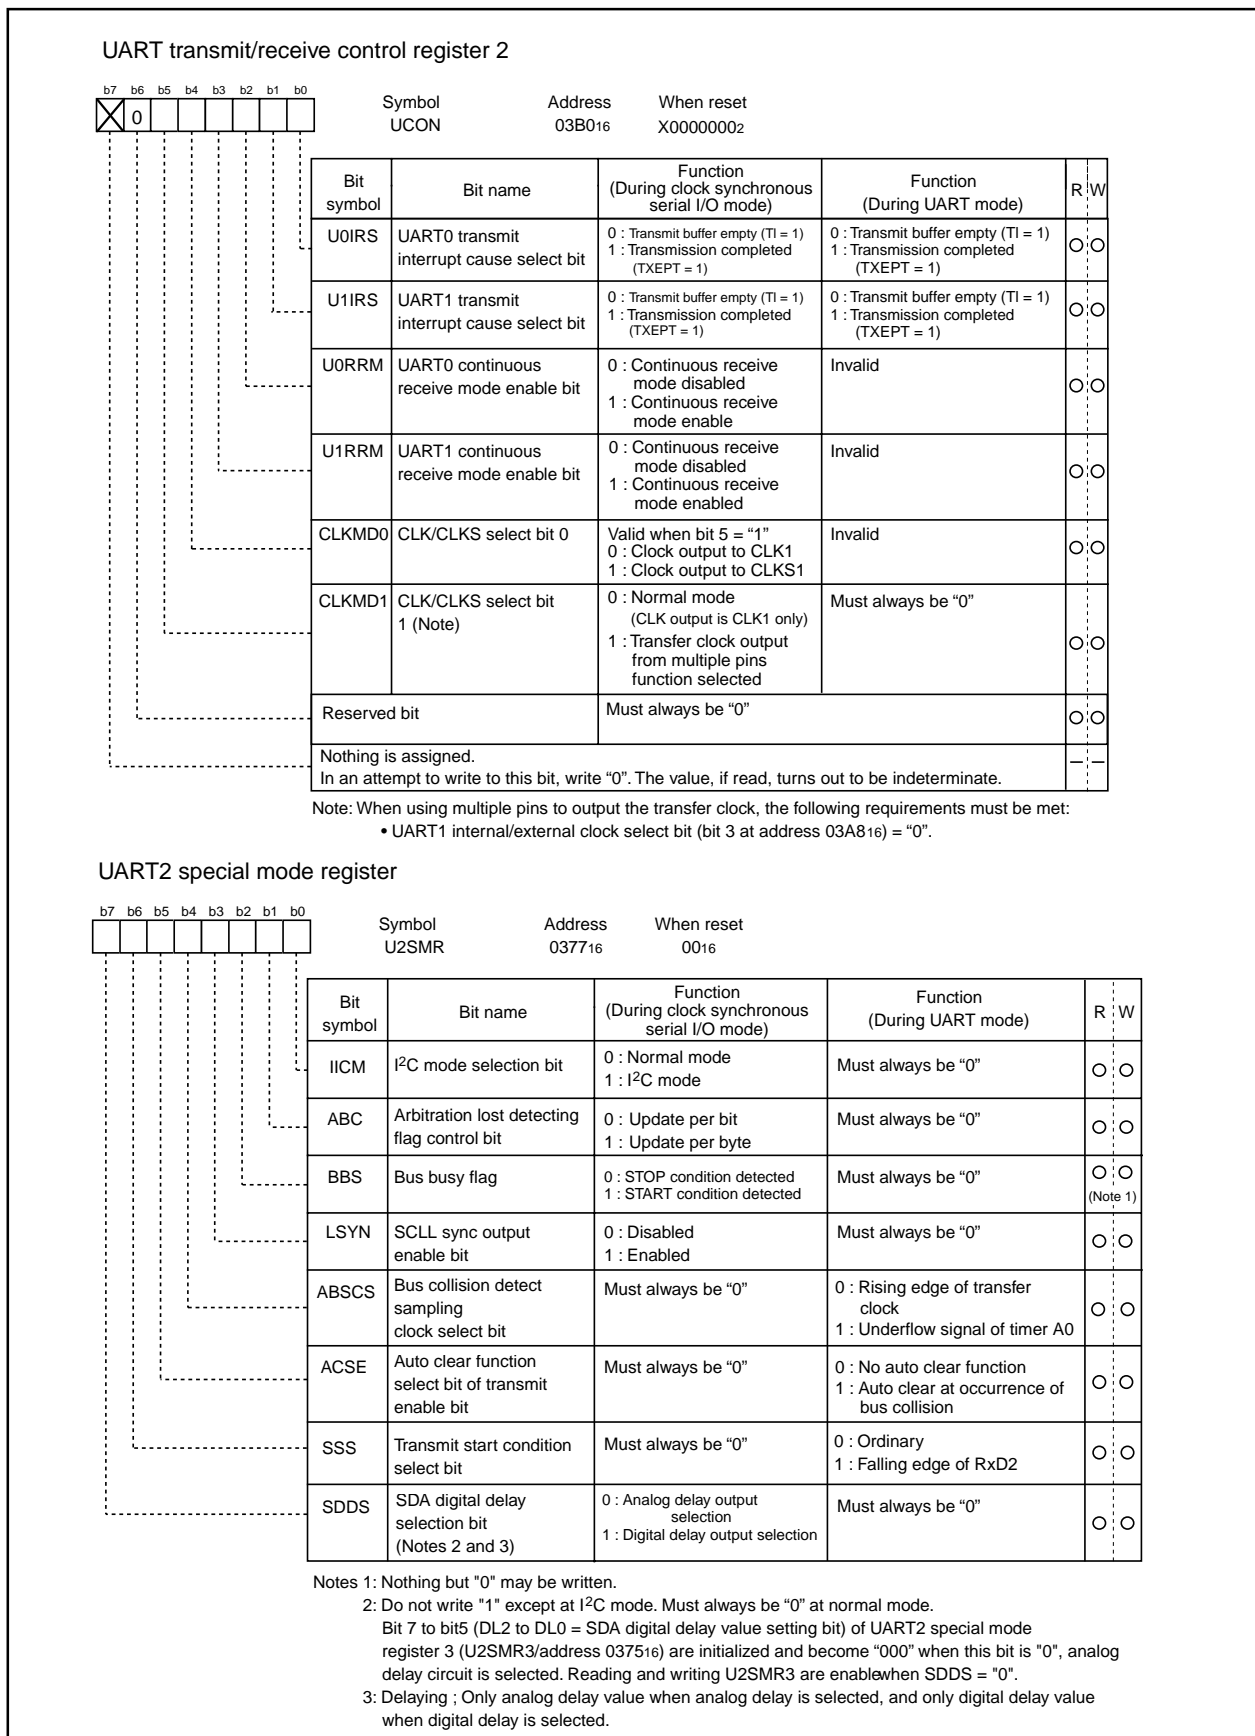 UART transmit/receive control register 2
b7 b6 b5 b4 b3 b2 b1 b0
0
Symbol Address When reset
UCON 03B016 X00000002
Bit symbol Bit name Function (During clock synchronous serial I/O mode) Function (During UART mode) R W
U0IRS UART0 transmit interrupt cause select bit
0 : Transmit buffer empty (TI = 1)
1 : Transmission completed (TXEPT = 1)
0 : Transmit buffer empty (TI = 1)
1 : Transmission completed (TXEPT = 1)
U1IRS UART1 transmit interrupt cause select bit
0 : Transmit buffer empty (TI = 1)
1 : Transmission completed (TXEPT = 1)
0 : Transmit buffer empty (TI = 1)
1 : Transmission completed (TXEPT = 1)
U0RRM UART0 continuous receive mode enable bit
0 : Continuous receive mode disabled
1 : Continuous receive mode enable
Invalid
U1RRM UART1 continuous receive mode enable bit
0 : Continuous receive mode disabled
1 : Continuous receive mode enabled
Invalid
CLKMD0 CLK/CLKS select bit 0
Valid when bit 5 = “1”
0 : Clock output to CLK1
1 : Clock output to CLKS1
Invalid
CLKMD1 CLK/CLKS select bit 1 (Note)
0 : Normal mode
(CLK output is CLK1 only)
1 : Transfer clock output from multiple pins function selected
Must always be “0”
Reserved bit Must always be “0”
Nothing is assigned.
In an attempt to write to this bit, write “0”. The value, if read, turns out to be indeterminate.
Note: When using multiple pins to output the transfer clock, the following requirements must be met:
• UART1 internal/external clock select bit (bit 3 at address 03A816) = “0”.
UART2 special mode register
b7 b6 b5 b4 b3 b2 b1 b0
Symbol Address When reset
U2SMR 037716 0016
Bit symbol Bit name Function (During clock synchronous serial I/O mode) Function (During UART mode) R W
IICM I2C mode selection bit
0 : Normal mode
1 : I2C mode
Must always be “0”
ABC Arbitration lost detecting flag control bit
0 : Update per bit
1 : Update per byte
Must always be “0”
BBS Bus busy flag
0 : STOP condition detected
1 : START condition detected
Must always be “0”
(Note 1)
LSYN SCLL sync output enable bit
0 : Disabled
1 : Enabled
Must always be “0”
ABSCS Bus collision detect sampling clock select bit
Must always be “0”
0 : Rising edge of transfer clock
1 : Underflow signal of timer A0
ACSE Auto clear function select bit of transmit enable bit
Must always be “0”
0 : No auto clear function
1 : Auto clear at occurrence of bus collision
SSS Transmit start condition select bit
Must always be “0”
0 : Ordinary
1 : Falling edge of RxD2
SDDS SDA digital delay selection bit (Notes 2 and 3)
0 : Analog delay output selection
1 : Digital delay output selection
Must always be “0”
Notes 1: Nothing but "0" may be written.
2: Do not write "1" except at I2C mode. Must always be “0” at normal mode.
Bit 7 to bit5 (DL2 to DL0 = SDA digital delay value setting bit) of UART2 special mode
register 3 (U2SMR3/address 037516) are initialized and become “000” when this bit is "0", analog
delay circuit is selected. Reading and writing U2SMR3 are enablewhen SDDS = "0".
3: Delaying ; Only analog delay value when analog delay is selected, and only digital delay value
when digital delay is selected.